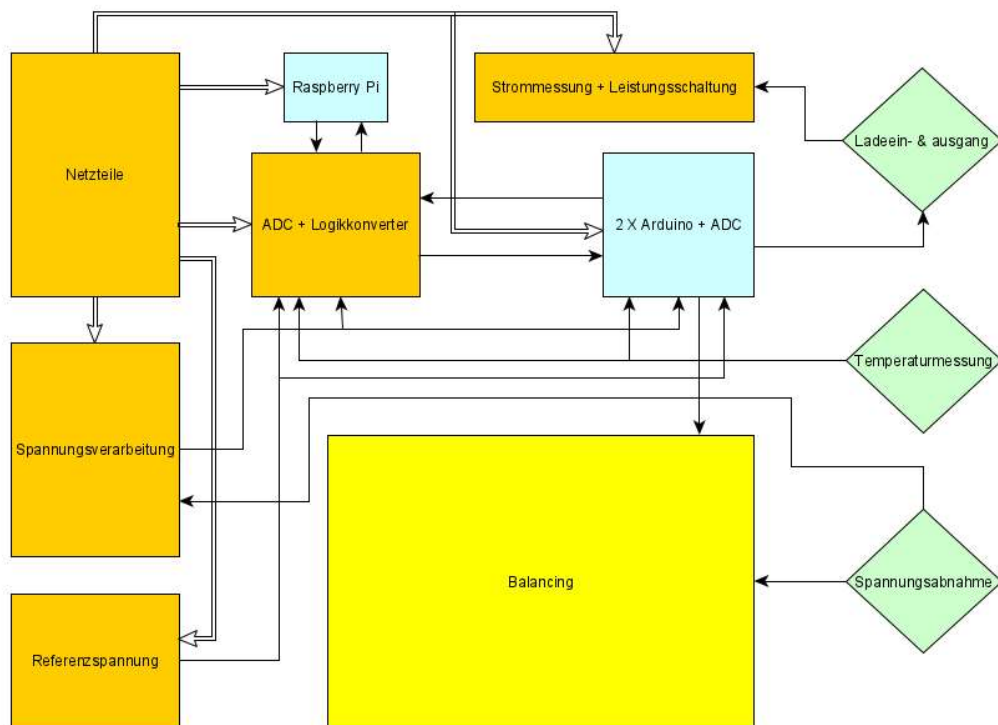 Raspberry Pi
Strommessung + Leistungsschaltung
Ladeein- & ausgang
Netzteile
ADC + Logikkonverter
2 X Arduino + ADC
Temperaturmessung
Spannungsverarbeitung
Balancing
Spannungsabnahme
Referenzspannung